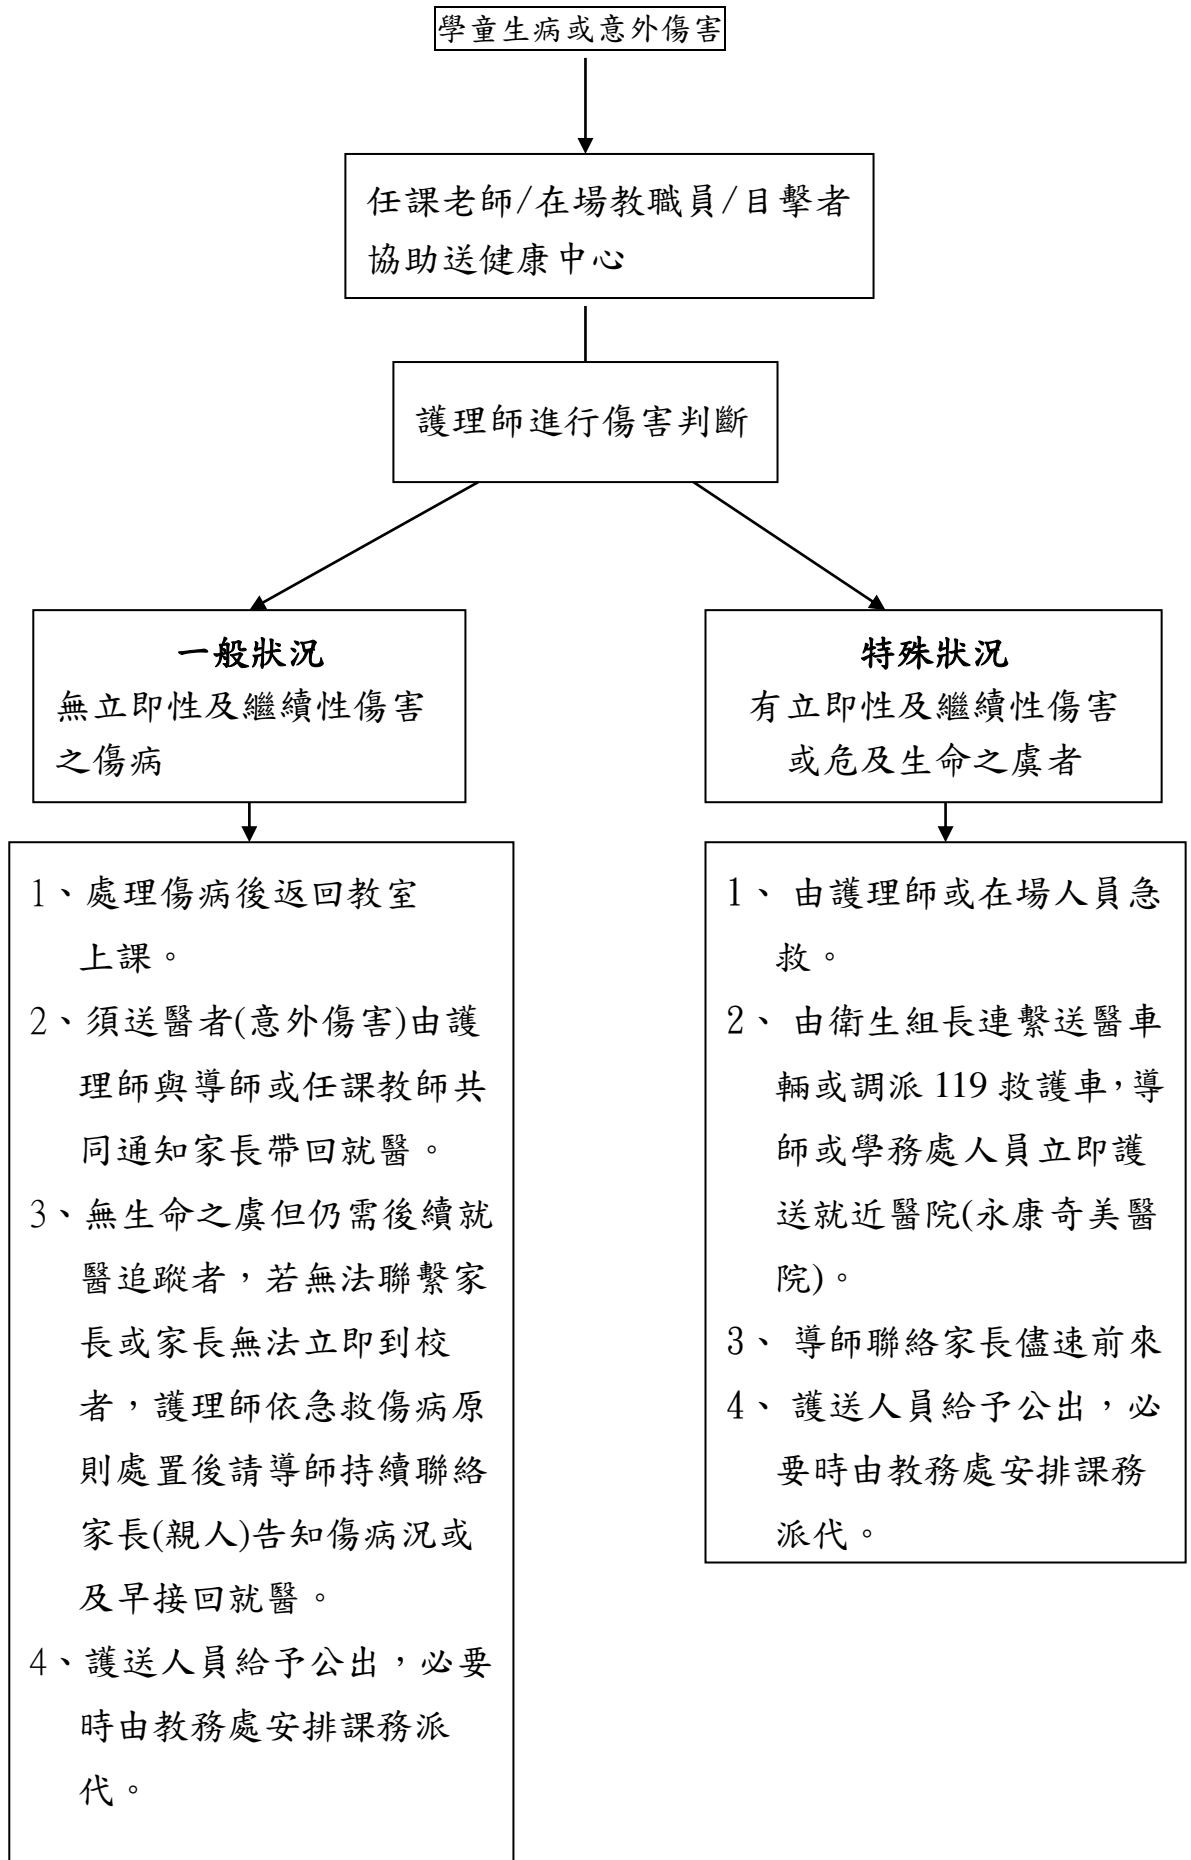 學童生病或意外傷害
任課老師/在場教職員/目擊者
協助送健康中心
護理師進行傷害判斷
一般狀況
無立即性及繼續性傷害
之傷病
特殊狀況
有立即性及繼續性傷害
或危及生命之虞者
1、處理傷病後返回教室
上課。
2、須送醫者(意外傷害)由護
理師與導師或任課教師共
同通知家長帶回就醫。
3、無生命之虞但仍需後續就
醫追蹤者，若無法聯繫家
長或家長無法立即到校
者，護理師依急救傷病原
則處置後請導師持續聯絡
家長(親人)告知傷病況或
及早接回就醫。
4、護送人員給予公出，必要
時由教務處安排課務派
代。
1、 由護理師或在場人員急
救。
2、 由衛生組長連繫送醫車
輛或調派 119 救護車，導
師或學務處人員立即護
送就近醫院(永康奇美醫
院)。
3、 導師聯絡家長儘速前來
4、 護送人員給予公出，必
要時由教務處安排課務
派代。